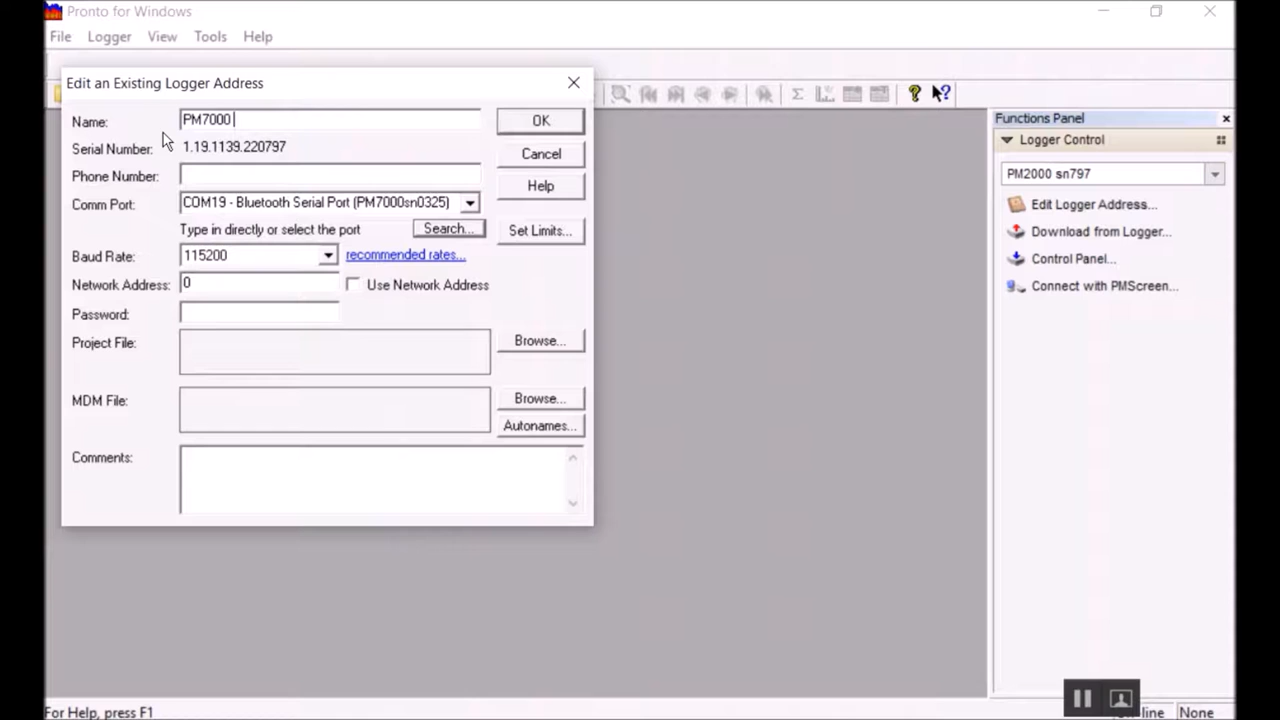 Pronto for Windows
File Logger View Tools Help
Edit an Existing Logger Address
Name: PM7000
OK
Serial Number: 1.19.1139.220797
Cancel
Phone Number:
Help
Comm Port: COM19 - Bluetooth Serial Port (PM7000sn0325)
Type in directly or select the port
Search...
Set Limits...
Baud Rate: 115200 recommended rates...
Network Address: 0 Use Network Address
Password:
Project File:
Browse...
MDM File:
Browse...
Autonames...
Comments:
Functions Panel
Logger Control
PM2000 sn797
Edit Logger Address...
Download from Logger...
Control Panel...
Connect with PMScreen...
For Help, press F1
line None